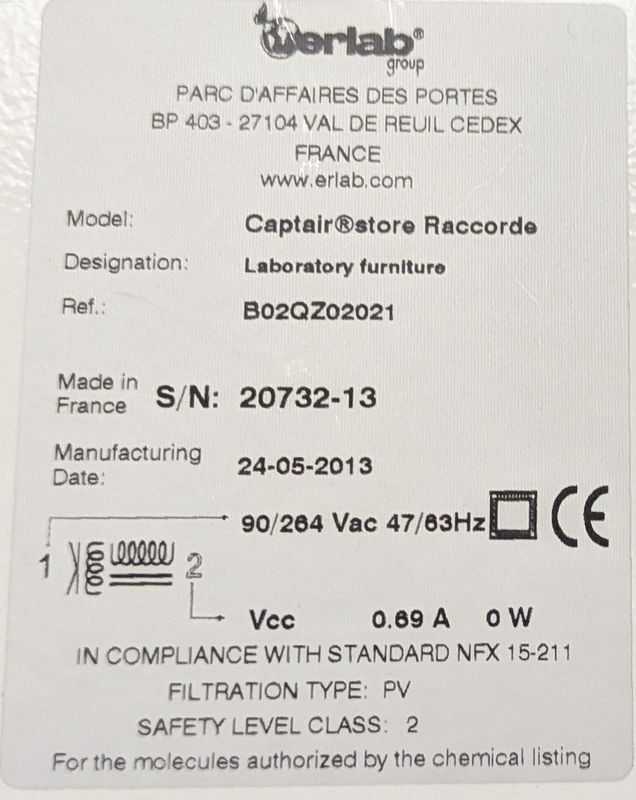 erlab®
group
PARC D'AFFAIRES DES PORTES
BP 403 - 27104 VAL DE REUIL CEDEX
FRANCE
www.erlab.com
Model: Captair®store Raccorde
Designation: Laboratory furniture
Ref.: B02QZ02021
Made in France S/N: 20732-13
Manufacturing Date: 24-05-2013
90/264 Vac 47/63Hz CE
1 2
Vcc 0.69 A 0 W
IN COMPLIANCE WITH STANDARD NFX 15-211
FILTRATION TYPE: PV
SAFETY LEVEL CLASS: 2
For the molecules authorized by the chemical listing